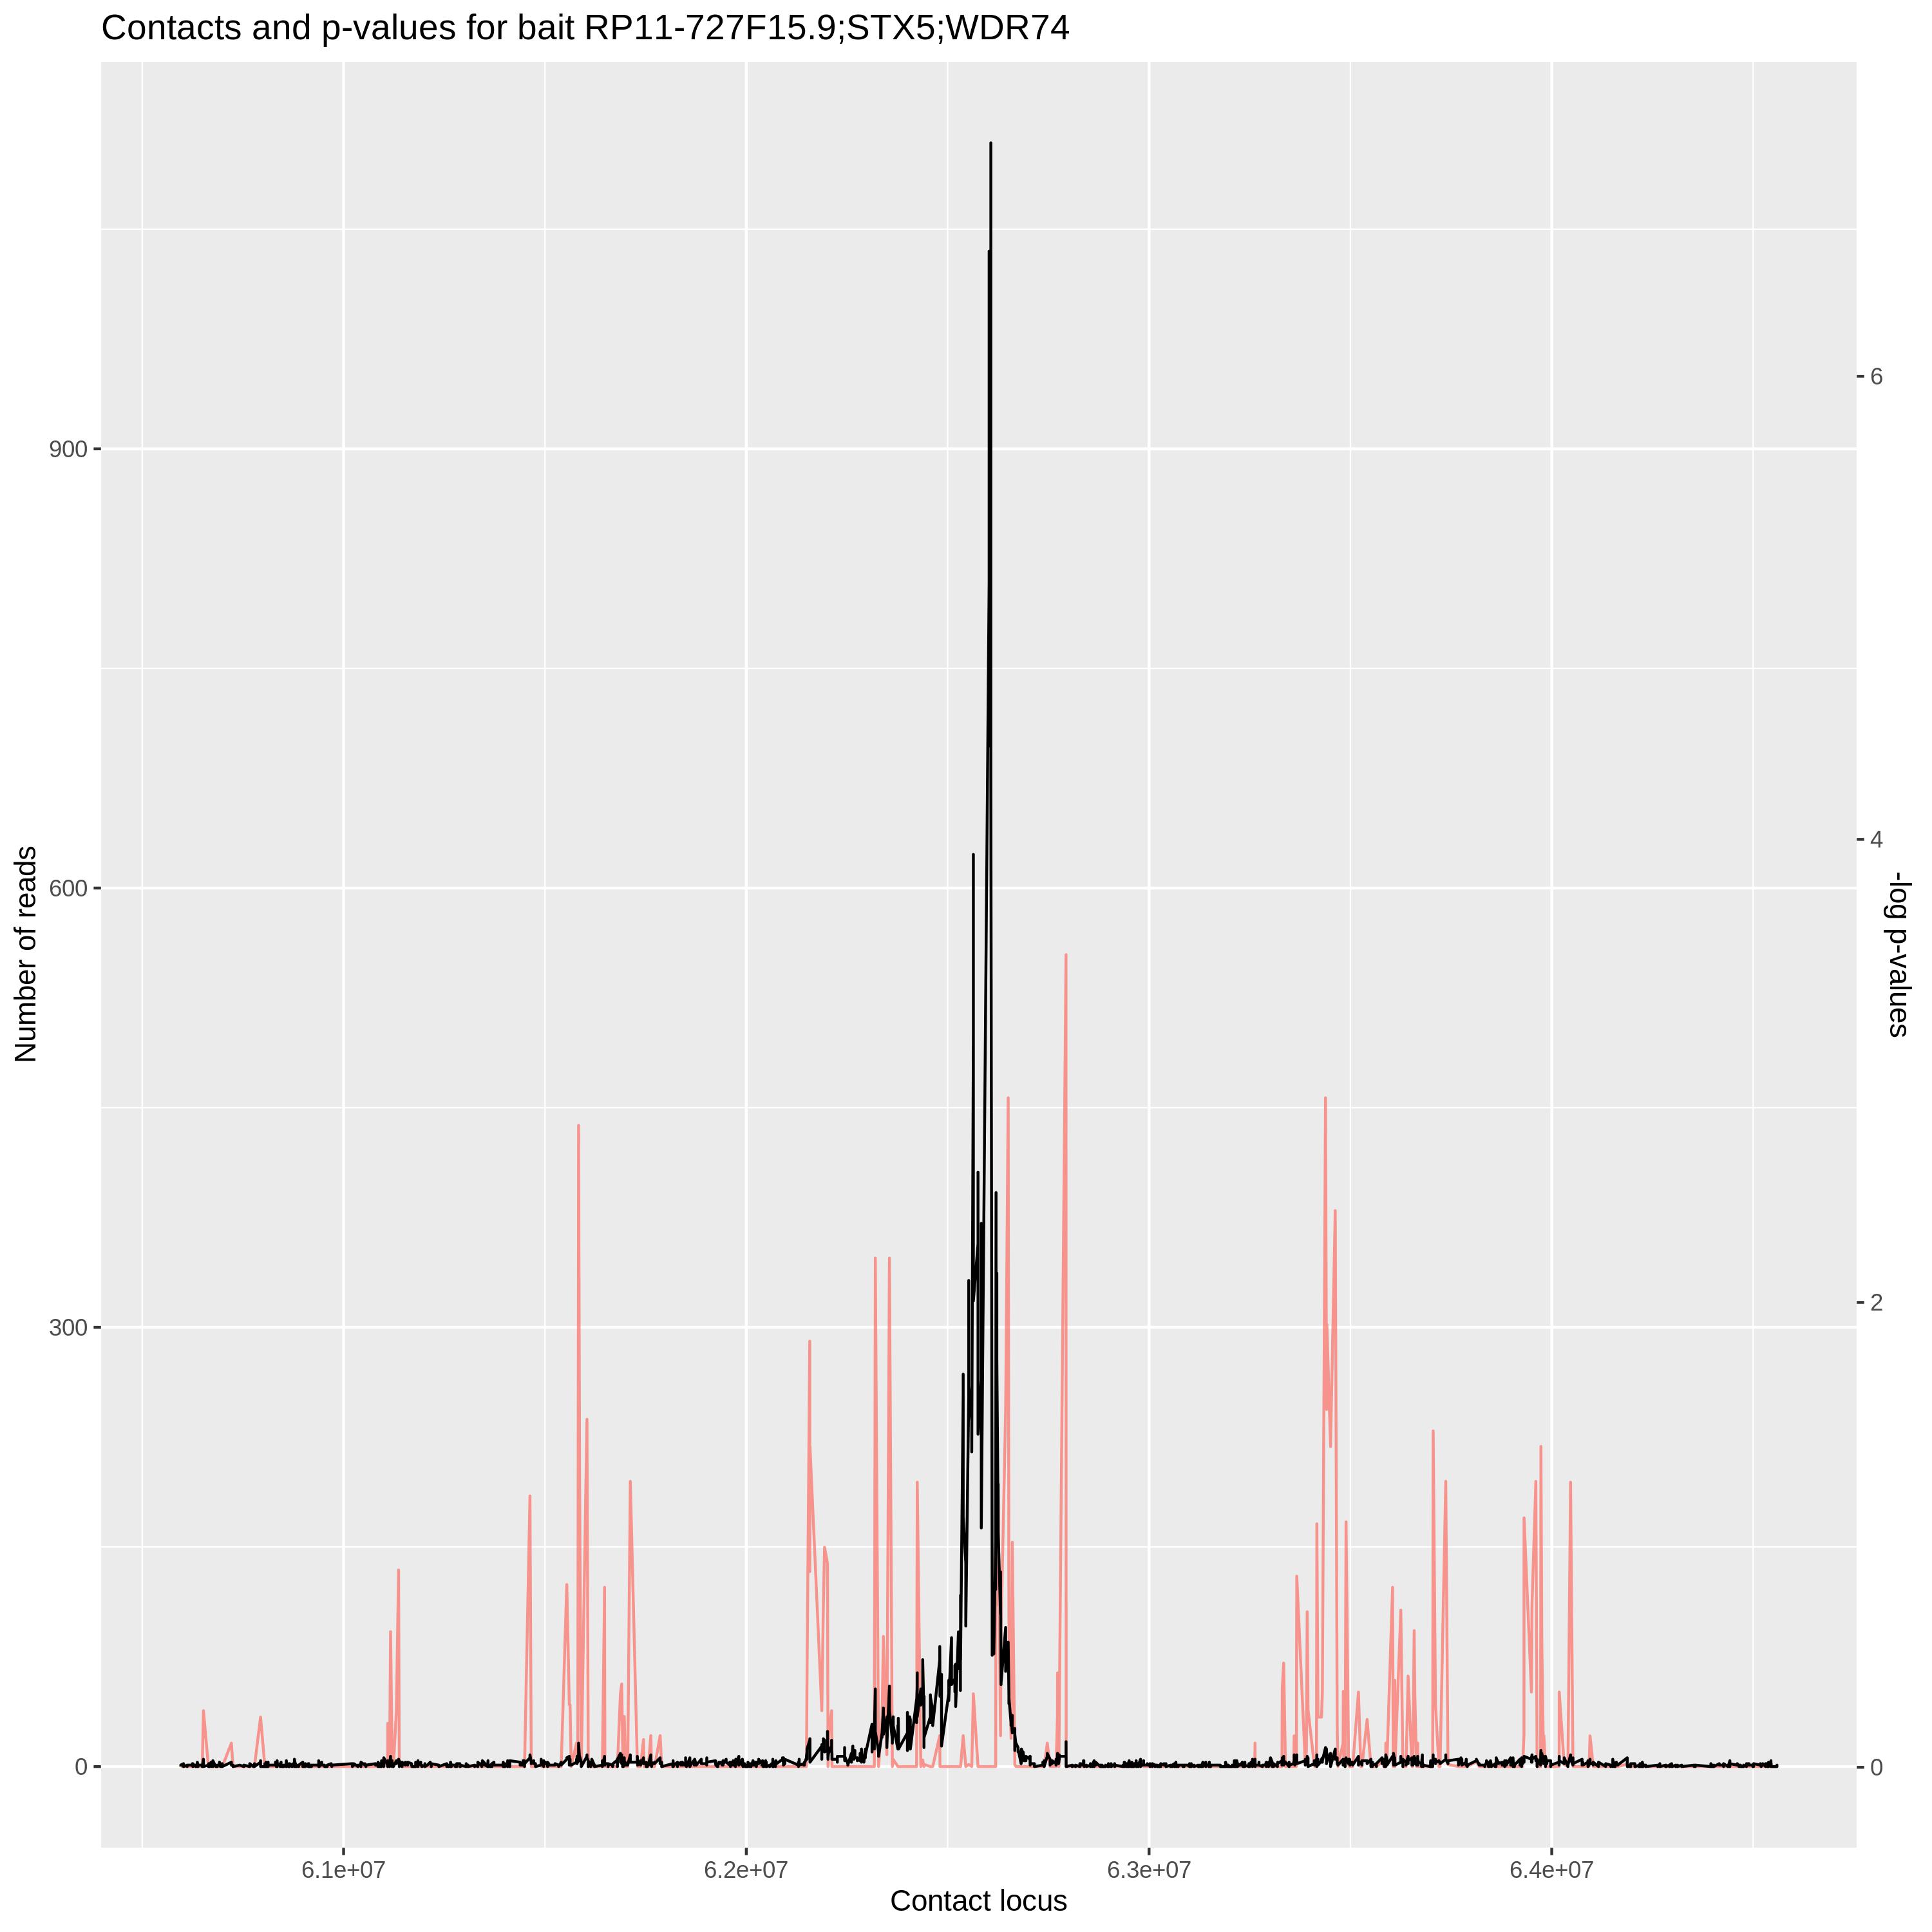 Contacts and p-values for bait RP11-727F15.9;STX5;WDR74
900
600
300
0
Number of reads
6
4
2
0
-log p-values
6.1e+07 6.2e+07 6.3e+07 6.4e+07
Contact locus